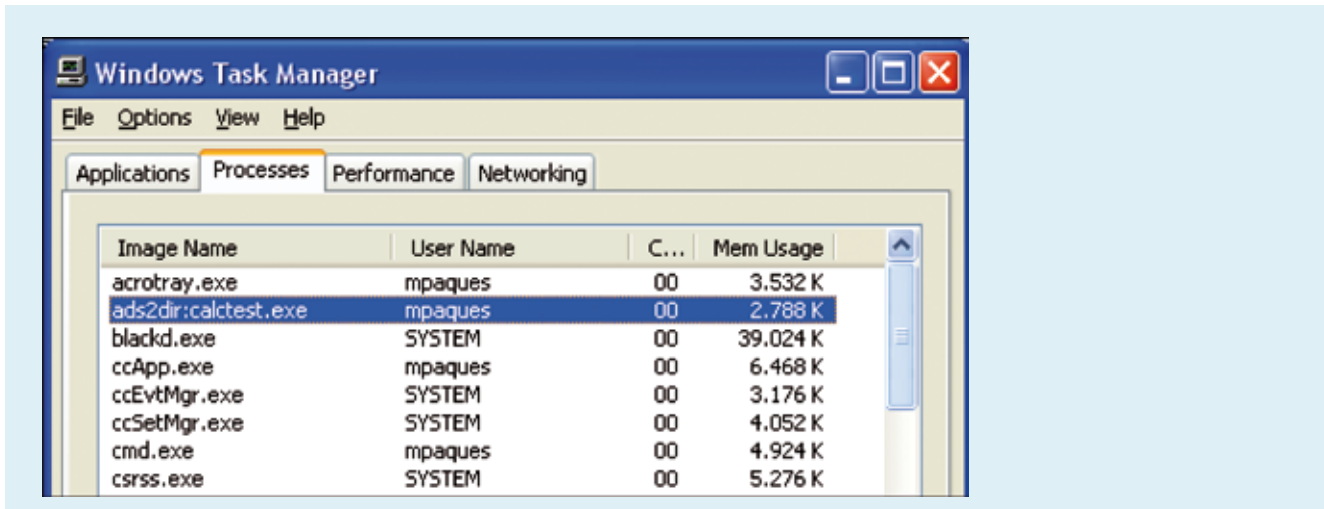 Windows Task Manager
File Options View Help
Applications Processes Performance Networking
Image Name User Name C... Mem Usage
acrotray.exe mpaques 00 3.532 K
ads2dir:calctest.exe mpaques 00 2.788 K
blackd.exe SYSTEM 00 39.024 K
ccApp.exe mpaques 00 6.468 K
ccEvtMgr.exe SYSTEM 00 3.176 K
ccSetMgr.exe SYSTEM 00 4.052 K
cmd.exe mpaques 00 4.924 K
csrss.exe SYSTEM 00 5.276 K